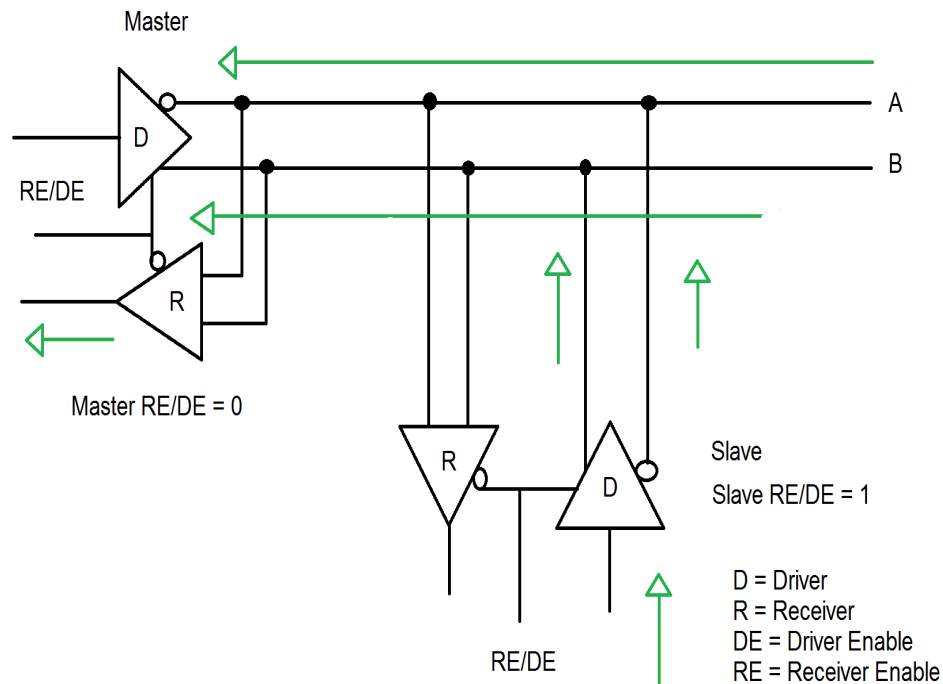 Master
A
D
B
RE/DE
R
Master RE/DE = 0
R
D
Slave
Slave RE/DE = 1
D = Driver
R = Receiver
DE = Driver Enable
RE = Receiver Enable
RE/DE